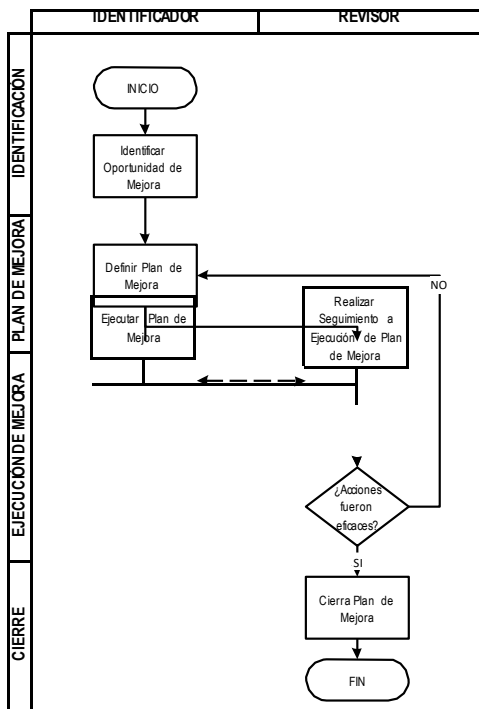 IDENTIFICADOR
REVISOR
IDENTIFICACIÓN
INICIO
Identificar
Oportunidad de
Mejora
PLAN DE MEJORA
Definir Plan de
Mejora
NO
Ejecutar Plan de
Mejora
Realizar
Seguimiento a
Ejecución de Plan
de Mejora
EJECUCIÓN DE MEJORA
¿Acciones
fueron
eficaces?
SI
CIERRE
Cierra Plan de
Mejora
FIN